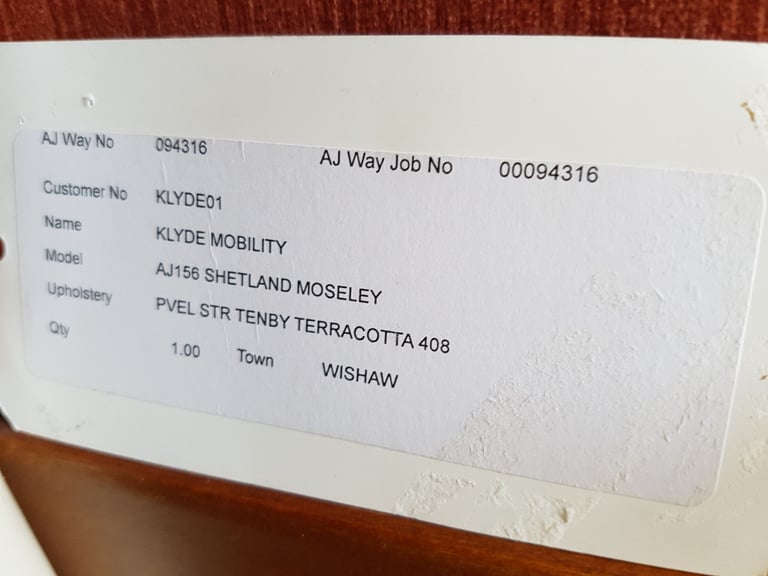 AJ Way No 094316 AJ Way Job No 00094316
Customer No KLYDE01
Name KLYDE MOBILITY
Model AJ156 SHETLAND MOSELEY
Upholstery PVEL STR TENBY TERRACOTTA 408
Qty 1.00 Town WISHAW